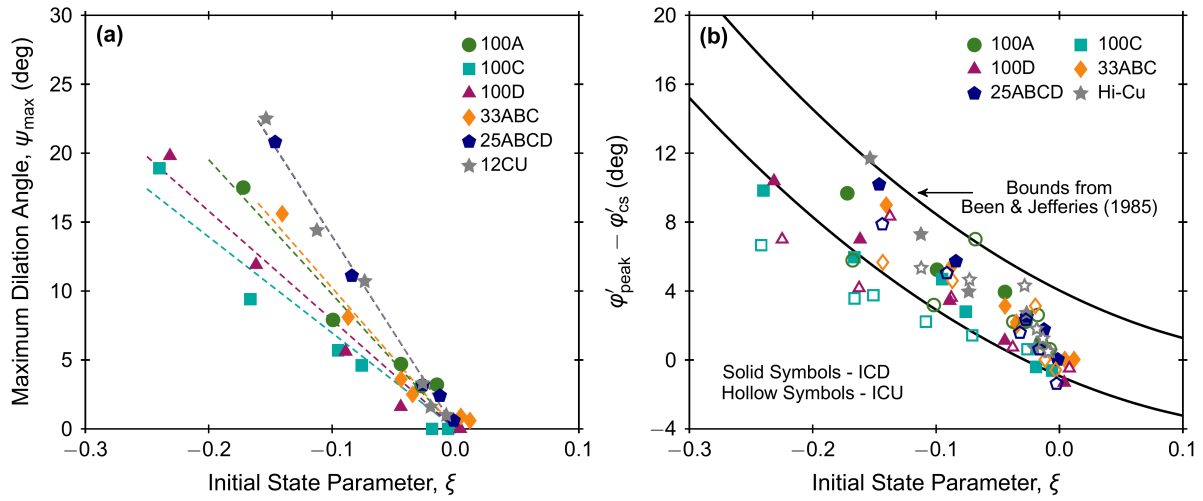 (a)
100A
100C
100D
33ABC
25ABCD
12CU
30
25
20
15
10
5
0
−0.3
−0.2
−0.1
0.0
0.1
Maximum Dilation Angle, ψmax (deg)
Initial State Parameter, ξ
(b)
100A
100C
100D
33ABC
25ABCD
Hi-Cu
Bounds from
Been & Jefferies (1985)
Solid Symbols - ICD
Hollow Symbols - ICU
20
16
12
8
4
0
−4
−0.3
−0.2
−0.1
0.0
0.1
φ′peak − φ′cs (deg)
Initial State Parameter, ξ